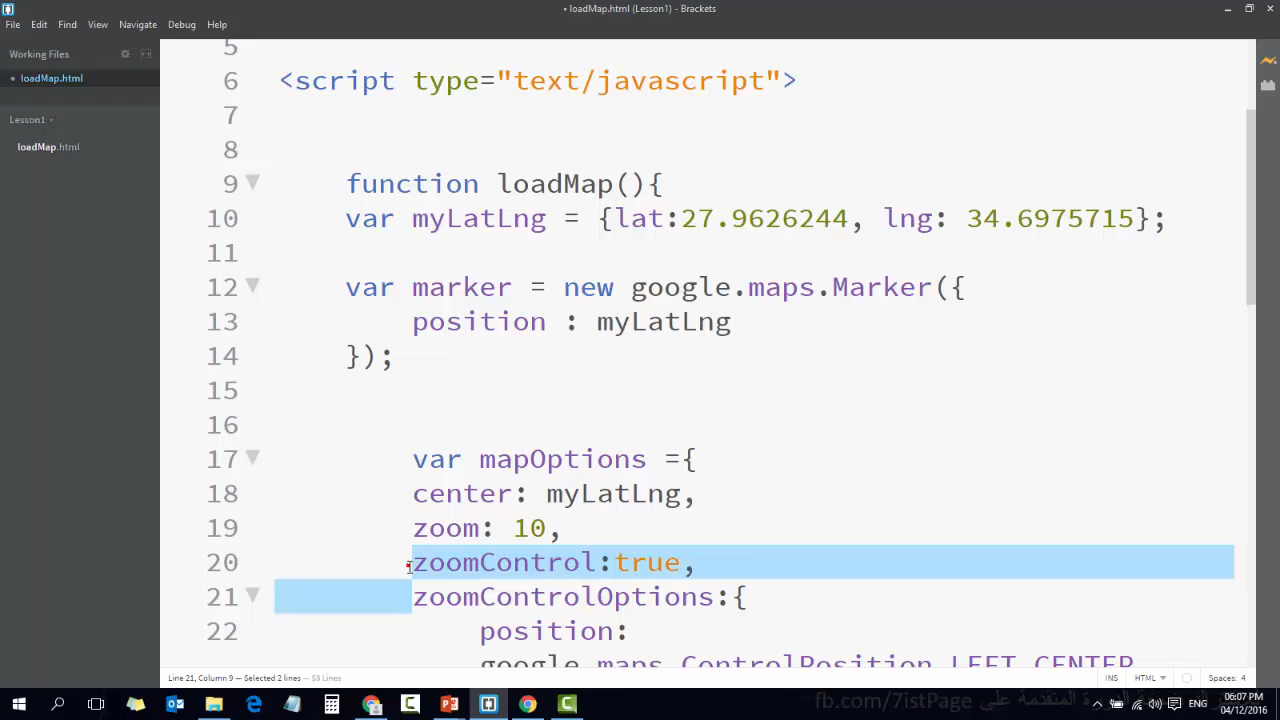 • loadMap.html (Lesson1) - Brackets
File Edit Find View Navigate Debug Help
Working Files
• loadMap.html
Lesson1
loadMap.html
5
6 <script type="text/javascript">
7
8
9 function loadMap(){
10 var myLatLng = {lat:27.9626244, lng: 34.6975715};
11
12 var marker = new google.maps.Marker({
13 position : myLatLng
14 });
15
16
17 var mapOptions ={
18 center: myLatLng,
19 zoom: 10,
20 zoomControl:true,
21 zoomControlOptions:{
22 position:
google.maps.ControlPosition.LEFT_CENTER
Line 21, Column 9 — Selected 2 lines — 53 Lines
INS HTML Spaces: 4
fb.com/7istPage
ENG 06:07 PM
04/12/2016